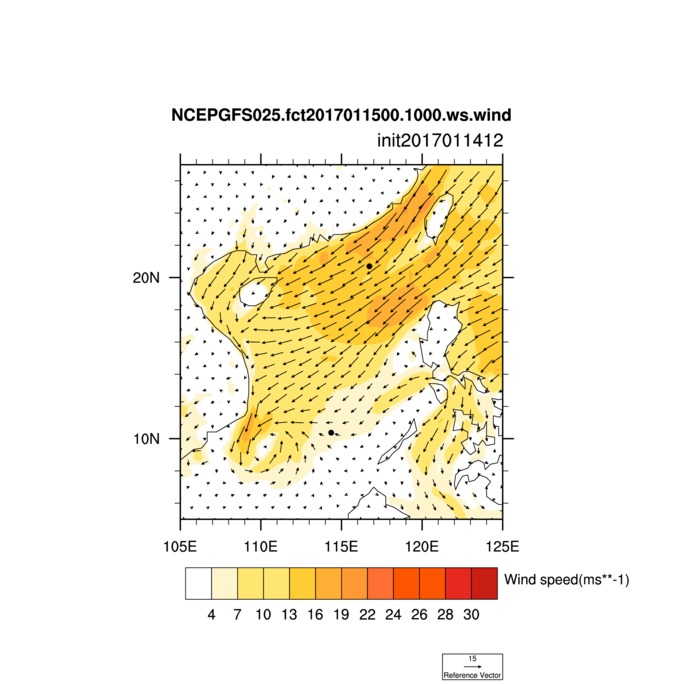 NCEPGFS025.fct2017011500.1000.ws.wind
init2017011412
20N
10N
105E 110E 115E 120E 125E
Wind speed(ms**-1)
4 7 10 13 16 19 22 24 26 28 30
15
Reference Vector